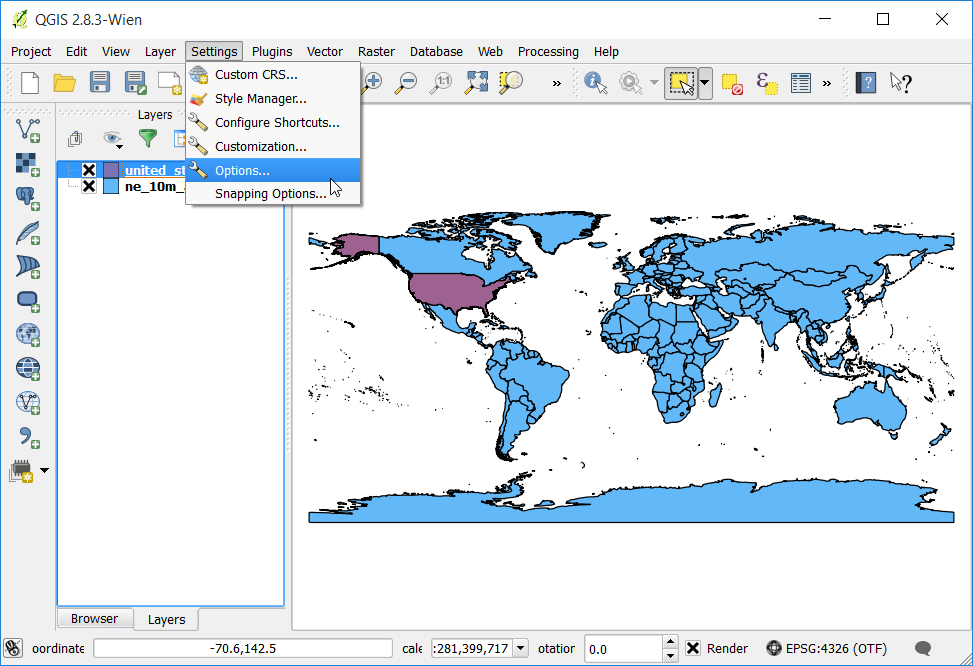 QGIS 2.8.3-Wien
Project Edit View Layer Settings Plugins Vector Raster Database Web Processing Help
Custom CRS...
Style Manager...
Configure Shortcuts...
Customization...
Options...
Snapping Options...
1:1
» » ? ?
Layers
united_st
ne_10m_
Browser Layers
oordinate -70.6,142.5 cale :281,399,717 otation 0.0 Render EPSG:4326 (OTF)